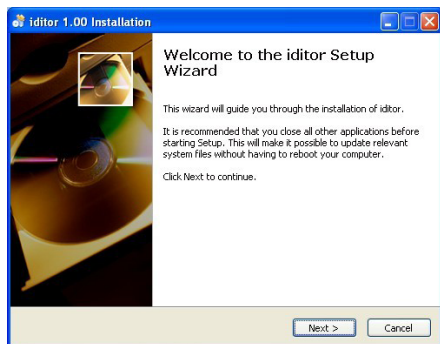 iditor 1.00 Installation
Welcome to the iditor Setup
Wizard
This wizard will guide you through the installation of iditor.
It is recommended that you close all other applications before
starting Setup. This will make it possible to update relevant
system files without having to reboot your computer.
Click Next to continue.
Next >
Cancel